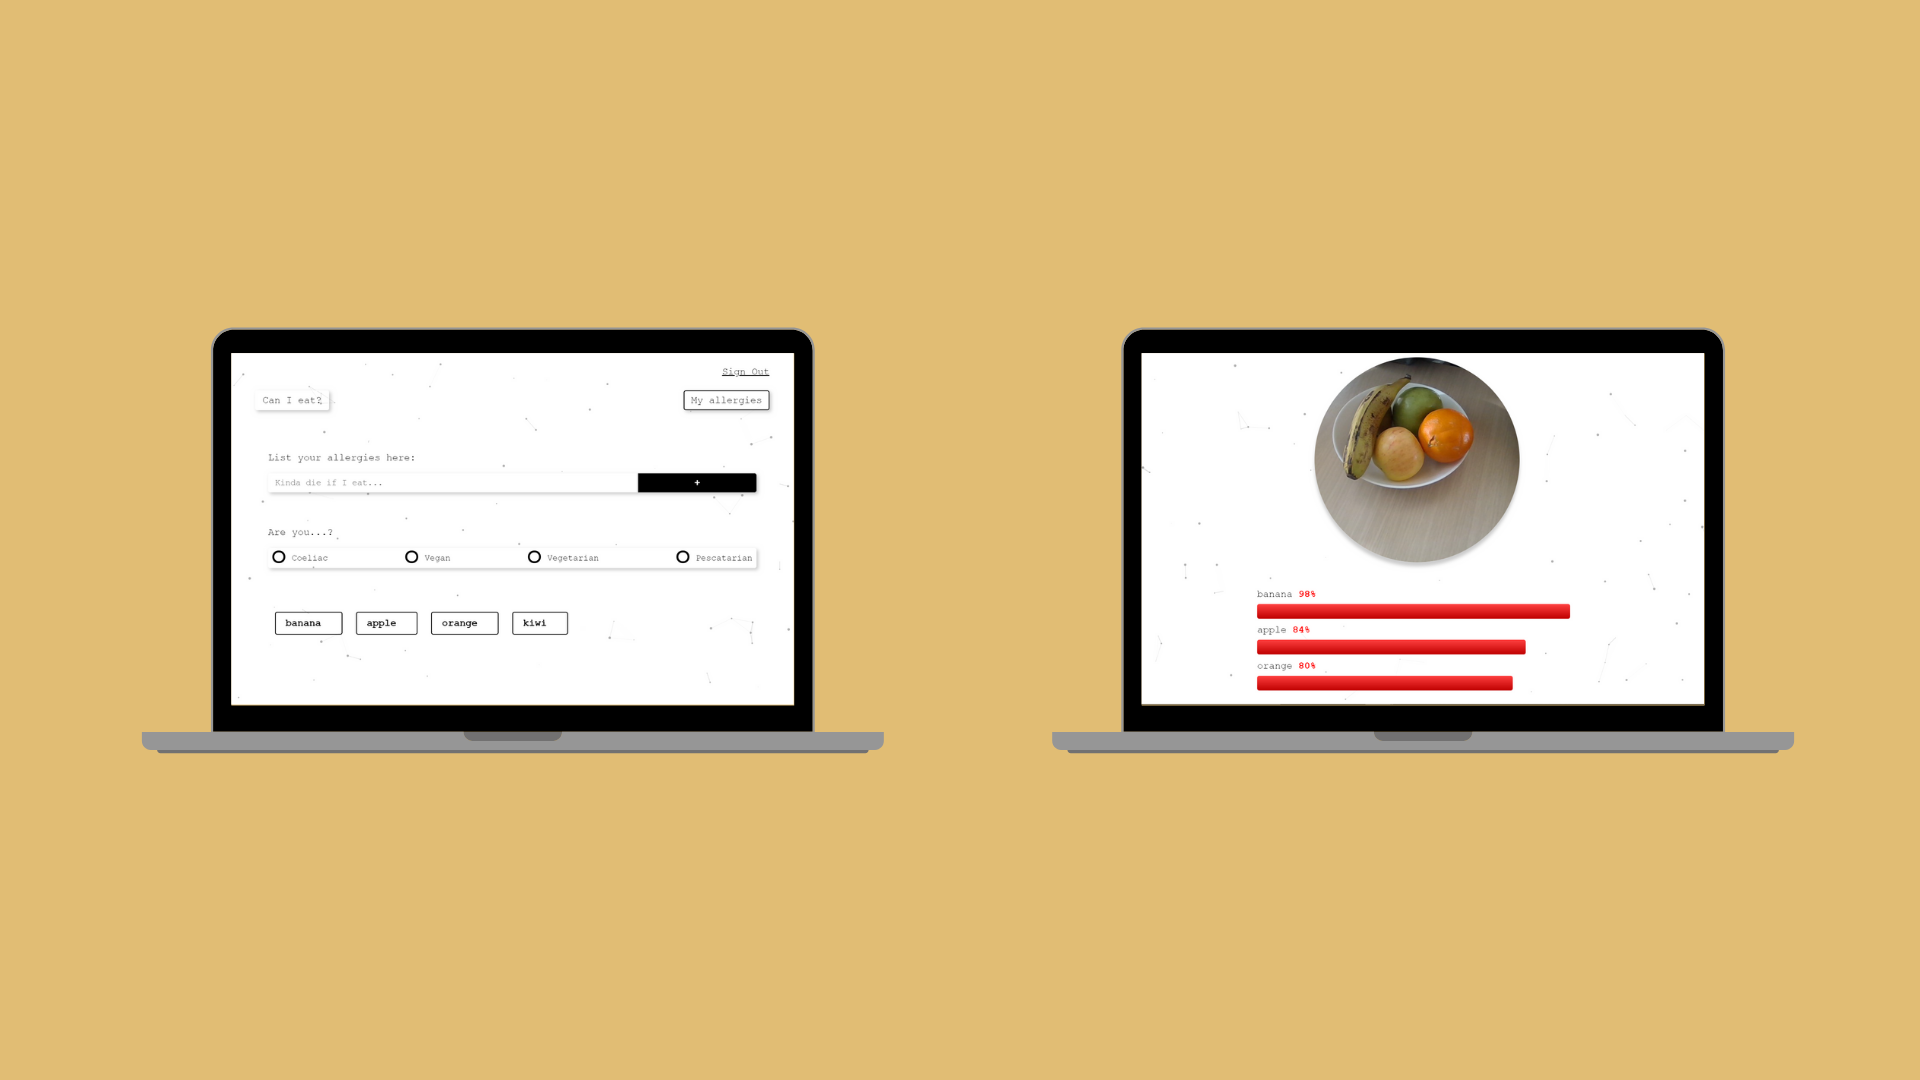 Sign Out
Can I eat?
My allergies
List your allergies here:
Kinda die if I eat...
+
Are you...?
Coeliac
Vegan
Vegetarian
Pescatarian
banana
apple
orange
kiwi
banana 98%
apple 84%
orange 80%